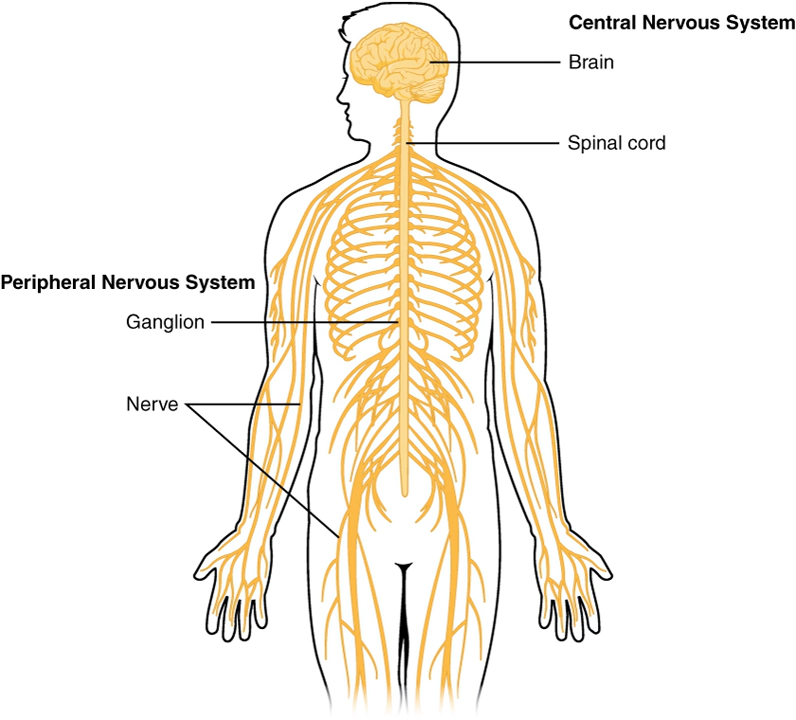 Central Nervous System
Brain
Spinal cord
Peripheral Nervous System
Ganglion
Nerve